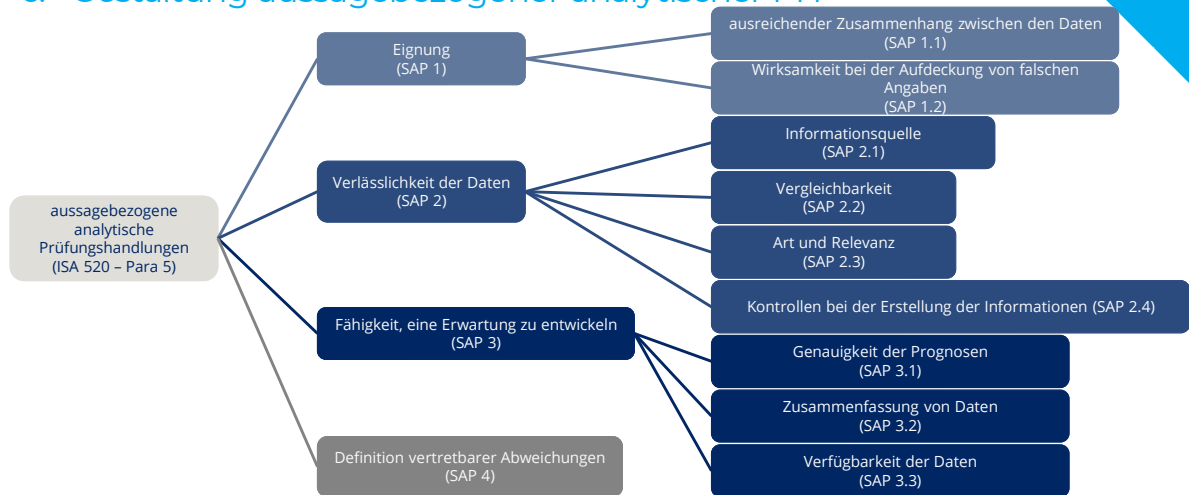 Gestaltung aussagebezogener analytischer
aussagebezogene
analytische
Prüfungshandlungen
(ISA 520 – Para 5)
Eignung
(SAP 1)
ausreichender Zusammenhang zwischen den Daten
(SAP 1.1)
Wirksamkeit bei der Aufdeckung von falschen
Angaben
(SAP 1.2)
Verlässlichkeit der Daten
(SAP 2)
Informationsquelle
(SAP 2.1)
Vergleichbarkeit
(SAP 2.2)
Art und Relevanz
(SAP 2.3)
Kontrollen bei der Erstellung der Informationen (SAP 2.4)
Fähigkeit, eine Erwartung zu entwickeln
(SAP 3)
Genauigkeit der Prognosen
(SAP 3.1)
Zusammenfassung von Daten
(SAP 3.2)
Verfügbarkeit der Daten
(SAP 3.3)
Definition vertretbarer Abweichungen
(SAP 4)